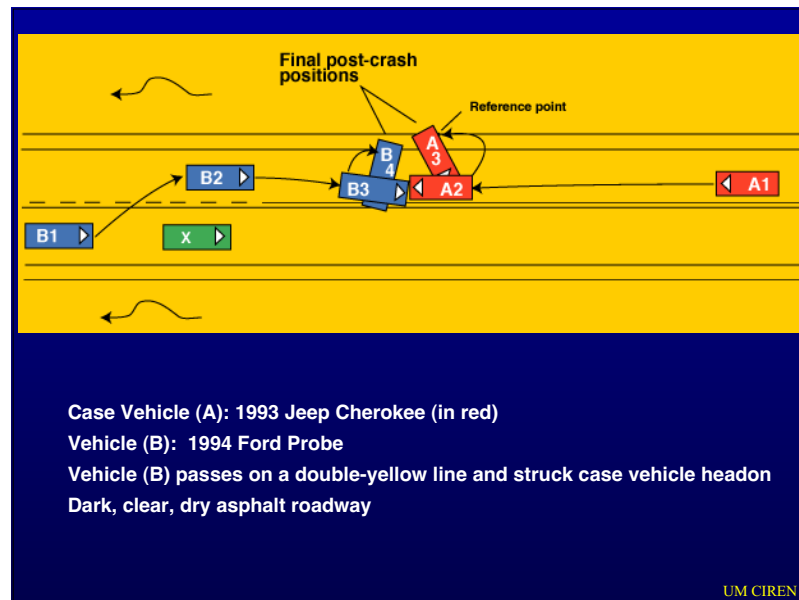 Final post-crash
positions
Reference point
A
3
B
4
B2
B3
A2
A1
B1
X
Case Vehicle (A): 1993 Jeep Cherokee (in red)
Vehicle (B):  1994 Ford Probe
Vehicle (B) passes on a double-yellow line and struck case vehicle headon
Dark, clear, dry asphalt roadway
UM CIREN